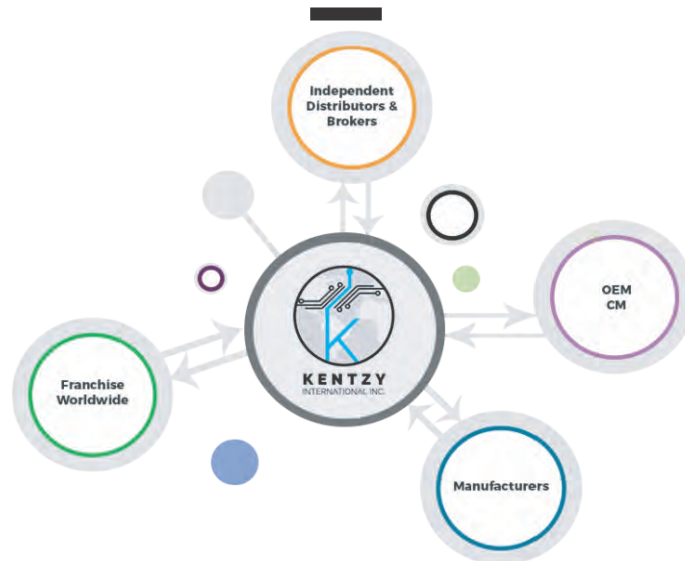 Independent
Distributors &
Brokers
OEM
CM
KENTZY
INTERNATIONAL INC.
Franchise
Worldwide
Manufacturers